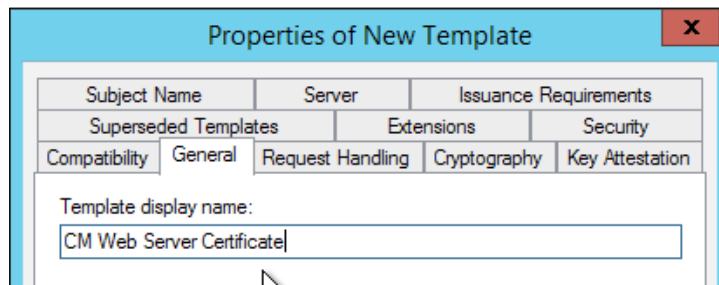 Properties of New Template
x
Subject Name Server Issuance Requirements
Superseded Templates Extensions Security
Compatibility General Request Handling Cryptography Key Attestation
Template display name:
CM Web Server Certificate